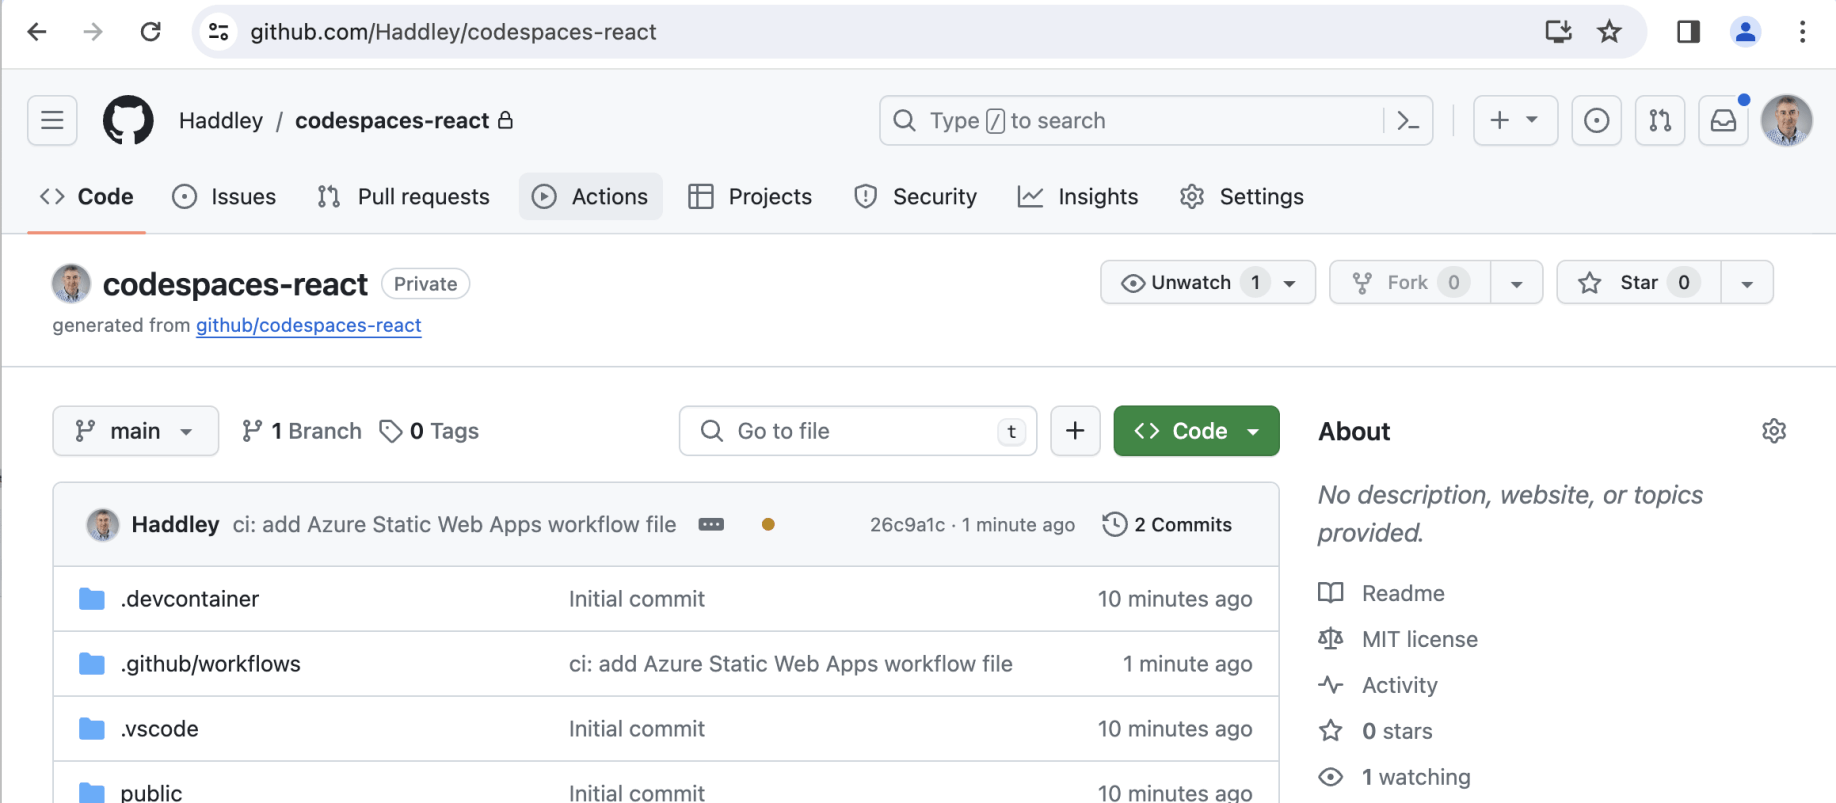 github.com/Haddley/codespaces-react
Haddley / codespaces-react
Type / to search
Code Issues Pull requests Actions Projects Security Insights Settings
codespaces-react Private
Unwatch 1 Fork 0 Star 0
generated from github/codespaces-react
main 1 Branch 0 Tags Go to file t + Code
About
No description, website, or topics
provided.
Haddley ci: add Azure Static Web Apps workflow file 26c9a1c · 1 minute ago 2 Commits
.devcontainer Initial commit 10 minutes ago
.github/workflows ci: add Azure Static Web Apps workflow file 1 minute ago
.vscode Initial commit 10 minutes ago
public Initial commit 10 minutes ago
Readme
MIT license
Activity
0 stars
1 watching